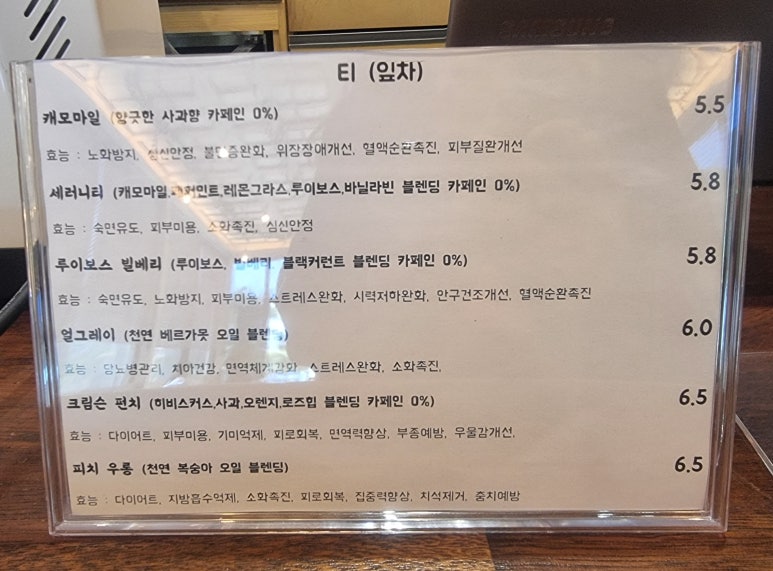 SAMSUNG
티 (잎차)
캐모마일 (향긋한 사과향 카페인 0%) 5.5
효능 : 노화방지, 심신안정, 불면증완화, 위장장애개선, 혈액순환촉진, 피부질환개선
세러니티 (캐모마일,페퍼민트,레몬그라스,루이보스,바닐라빈 블렌딩 카페인 0%) 5.8
효능 : 숙면유도, 피부미용, 소화촉진, 심신안정
루이보스 빌베리 (루이보스, 빌베리, 블랙커런트 블렌딩 카페인 0%) 5.8
효능 : 숙면유도, 노화방지, 피부미용, 스트레스완화, 시력저하완화, 안구건조개선, 혈액순환촉진
얼그레이 (천연 베르가못 오일 블렌딩) 6.0
효능 : 당뇨병관리, 치아건강, 면역체계강화, 스트레스완화, 소화촉진,
크림슨 펀치 (히비스커스,사과,오렌지,로즈힙 블렌딩 카페인 0%) 6.5
효능 : 다이어트, 피부미용, 기미억제, 피로회복, 면역력향상, 부종예방, 우울감개선,
피치 우롱 (천연 복숭아 오일 블렌딩) 6.5
효능 : 다이어트, 지방흡수억제, 소화촉진, 피로회복, 집중력향상, 치석제거, 충치예방